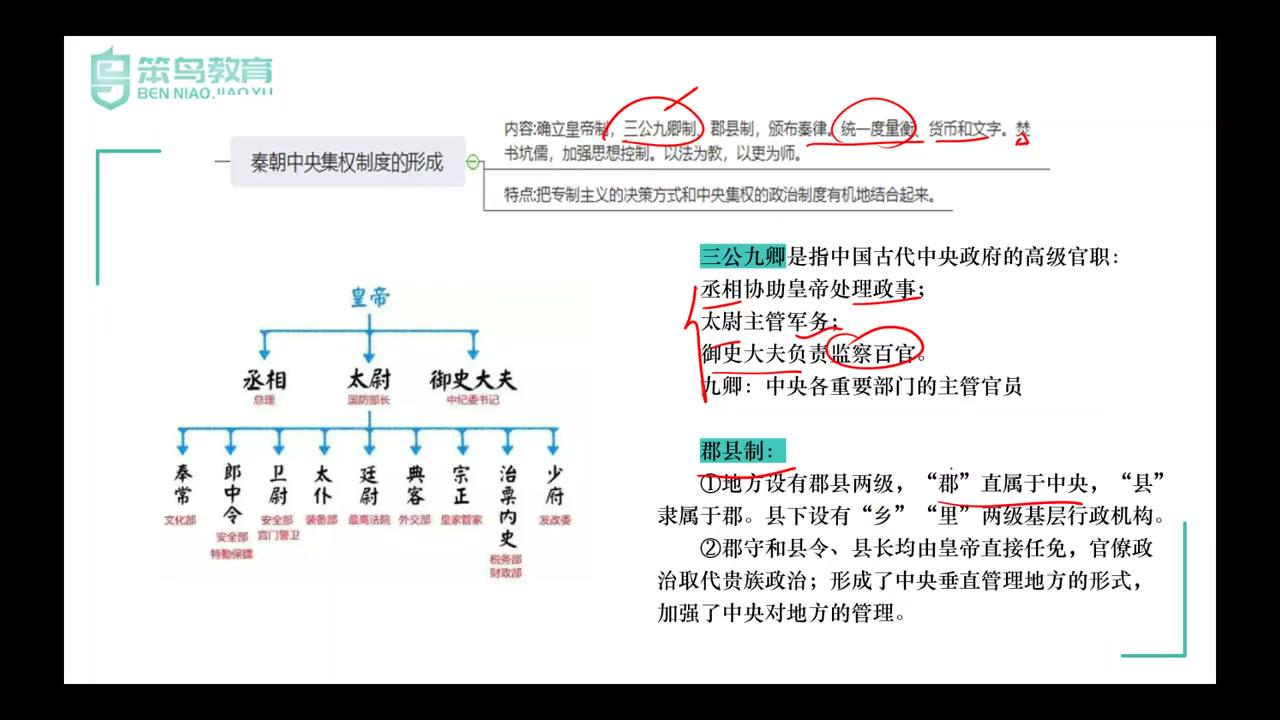 笨鸟教育
BEN NIAO JIAO YU
秦朝中央集权制度的形成
内容:确立皇帝制,三公九卿制、郡县制,颁布秦律。统一度量衡、货币和文字。焚
书坑儒,加强思想控制。以法为教,以吏为师。
特点:把专制主义的决策方式和中央集权的政治制度有机地结合起来。
皇帝
丞相 太尉 御史大夫
总理 国防部长 中纪委书记
奉常 郎中令 卫尉 太仆 廷尉 典客 宗正 治粟内史 少府
文化部 安全部 特勤保镖 安全部 宫门警卫 装备部 最高法院 外交部 皇家管家 税务部 财政部 发改委
三公九卿是指中国古代中央政府的高级官职:
丞相协助皇帝处理政事;
太尉主管军务;
御史大夫负责监察百官。
九卿:中央各重要部门的主管官员
郡县制:
①地方设有郡县两级,“郡”直属于中央,“县”
隶属于郡。县下设有“乡”“里”两级基层行政机构。
②郡守和县令、县长均由皇帝直接任免,官僚政
治取代贵族政治;形成了中央垂直管理地方的形式,
加强了中央对地方的管理。